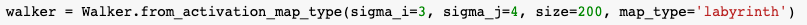 walker = Walker.from_activation_map_type(sigma_i=3, sigma_j=4, size=200, map_type='labyrinth')